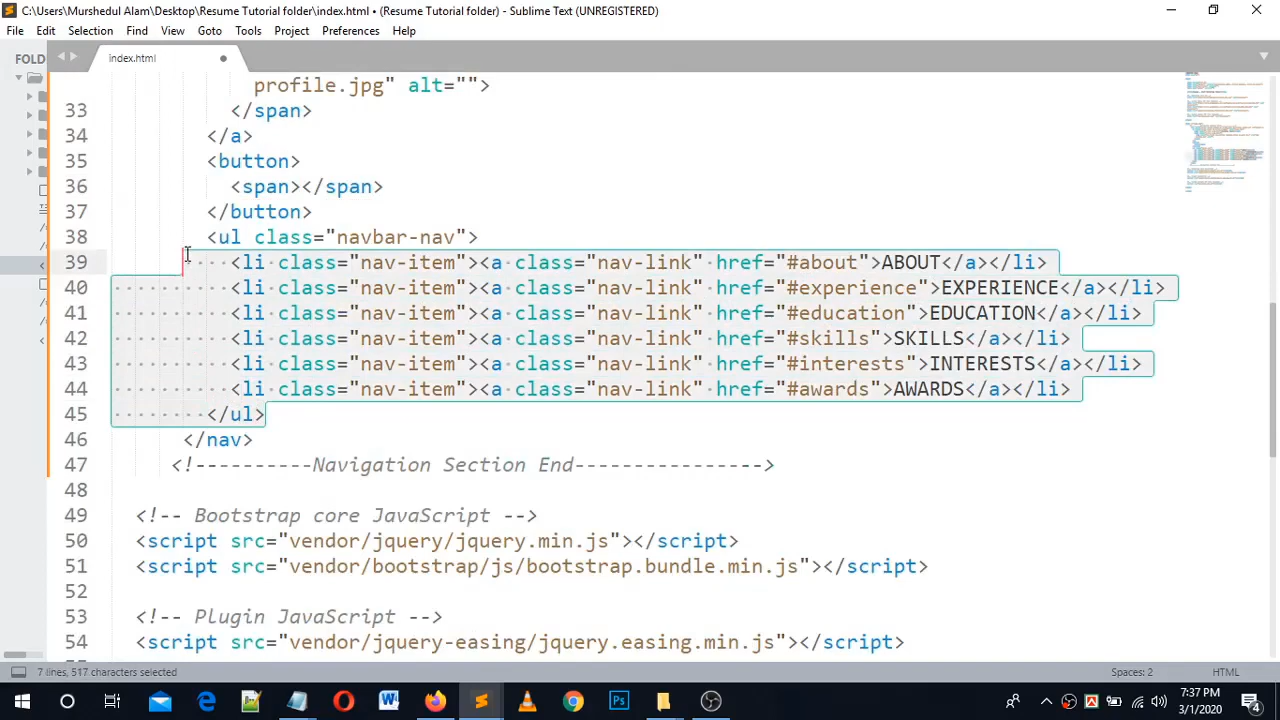 C:\Users\Murshedul Alam\Desktop\Resume Tutorial folder\index.html • (Resume Tutorial folder) - Sublime Text (UNREGISTERED)
File Edit Selection Find View Goto Tools Project Preferences Help
FOLD
index.html
profile.jpg" alt="">
33 </span>
34 </a>
35 <button>
36 <span></span>
37 </button>
38 <ul class="navbar-nav">
39 <li class="nav-item"><a class="nav-link" href="#about">ABOUT</a></li>
40 <li class="nav-item"><a class="nav-link" href="#experience">EXPERIENCE</a></li>
41 <li class="nav-item"><a class="nav-link" href="#education">EDUCATION</a></li>
42 <li class="nav-item"><a class="nav-link" href="#skills">SKILLS</a></li>
43 <li class="nav-item"><a class="nav-link" href="#interests">INTERESTS</a></li>
44 <li class="nav-item"><a class="nav-link" href="#awards">AWARDS</a></li>
45 </ul>
46 </nav>
47 <!----------Navigation Section End--------------->
48
49 <!-- Bootstrap core JavaScript -->
50 <script src="vendor/jquery/jquery.min.js"></script>
51 <script src="vendor/bootstrap/js/bootstrap.bundle.min.js"></script>
52
53 <!-- Plugin JavaScript -->
54 <script src="vendor/jquery-easing/jquery.easing.min.js"></script>
7 lines, 517 characters selected Spaces: 2 HTML
7:37 PM
3/1/2020
4